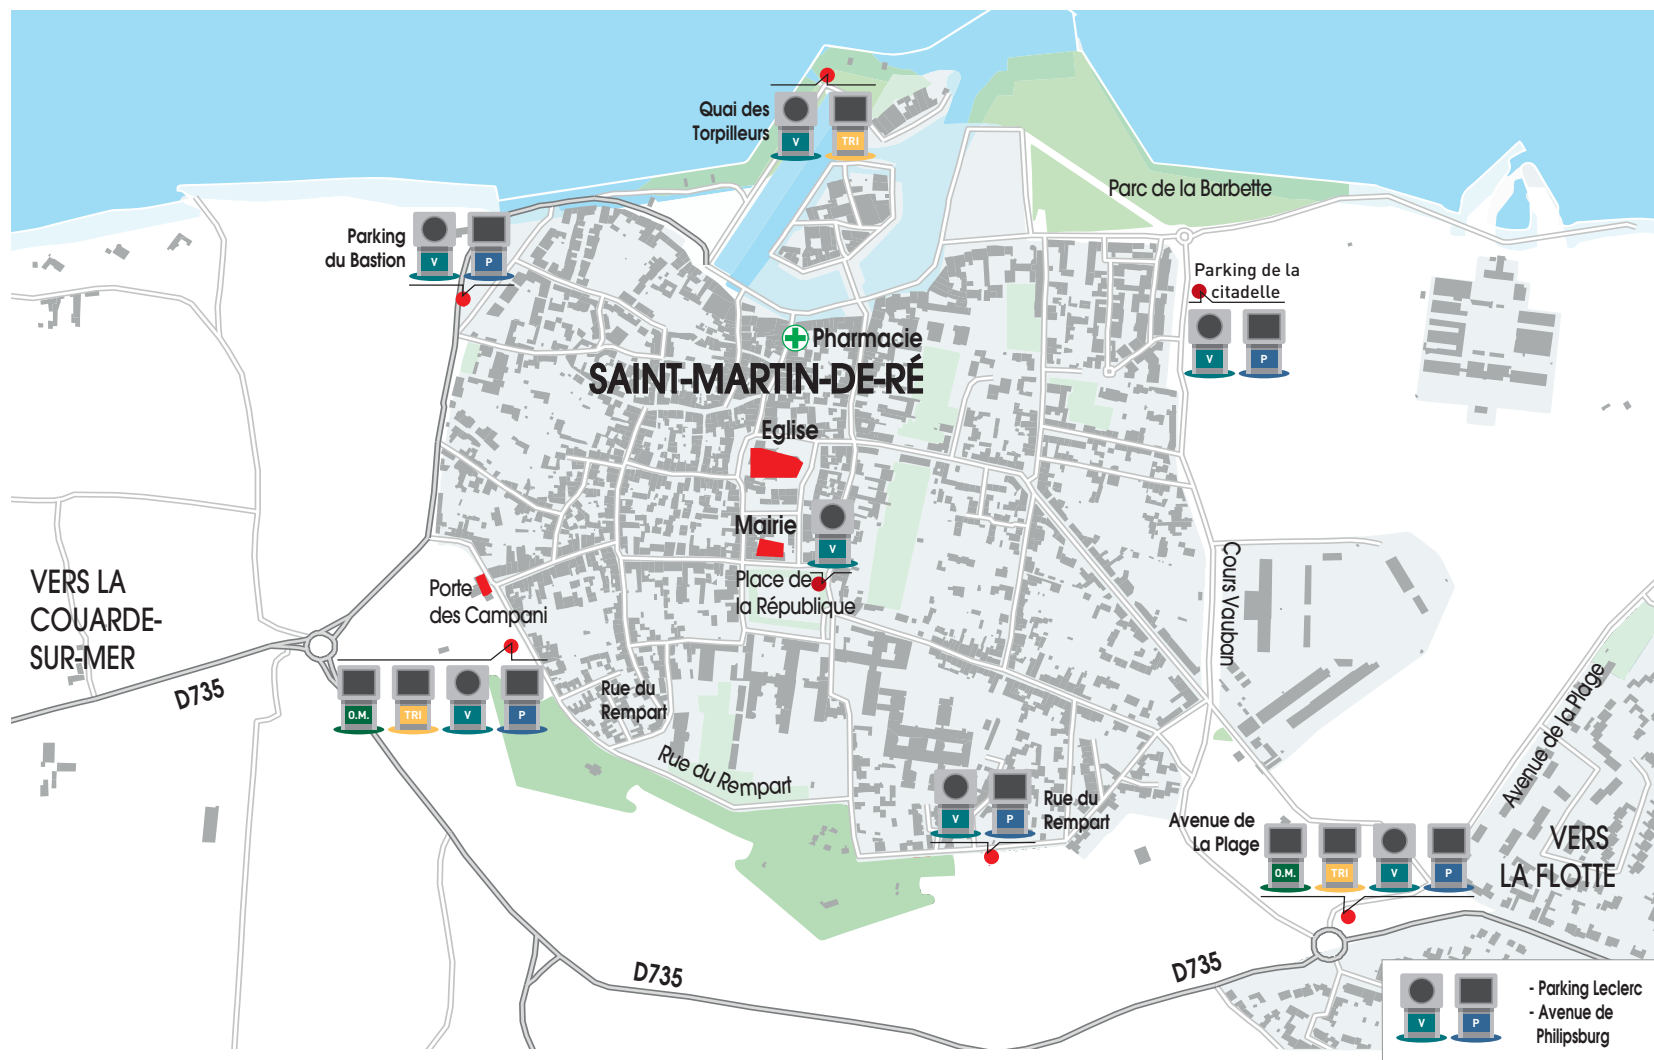 Quai des
Torpilleurs
V
TRI
Parc de la Barbette
Parking
du Bastion
V
P
Parking de la
citadelle
V
P
Pharmacie
SAINT-MARTIN-DE-RÉ
Eglise
Mairie
V
Place de
la République
Cours Vauban
VERS LA
COUARDE-
SUR-MER
Porte
des Campani
D735
O.M.
TRI
V
P
Rue du
Rempart
Rue du Rempart
V
P
Rue du
Rempart
Avenue de la Plage
Avenue de
La Plage
O.M.
TRI
V
P
VERS
LA FLOTTE
D735
D735
V
P
- Parking Leclerc
- Avenue de
Philipsburg